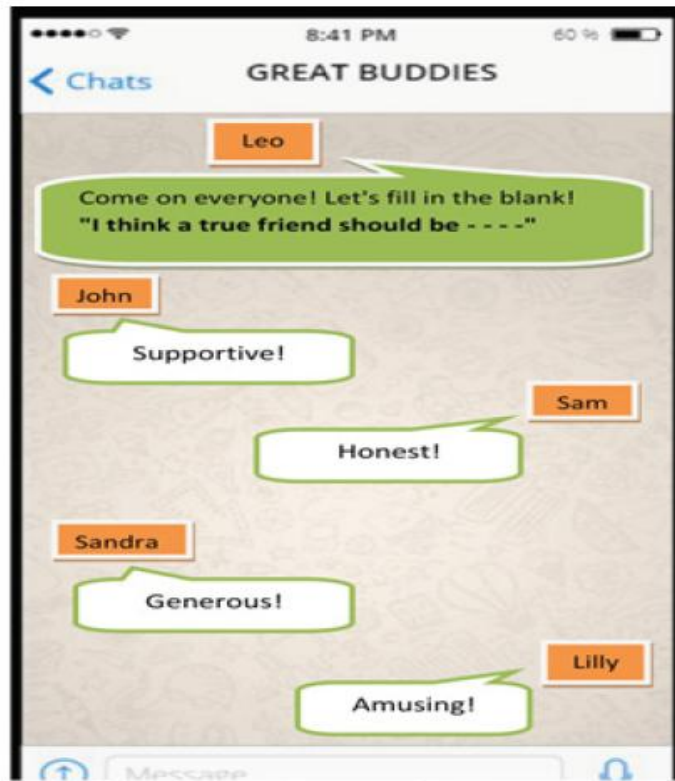 8:41 PM
60 %
Chats
GREAT BUDDIES
Leo
Come on everyone! Let's fill in the blank!
"I think a true friend should be - - - -"
John
Supportive!
Sam
Honest!
Sandra
Generous!
Lilly
Amusing!
Message